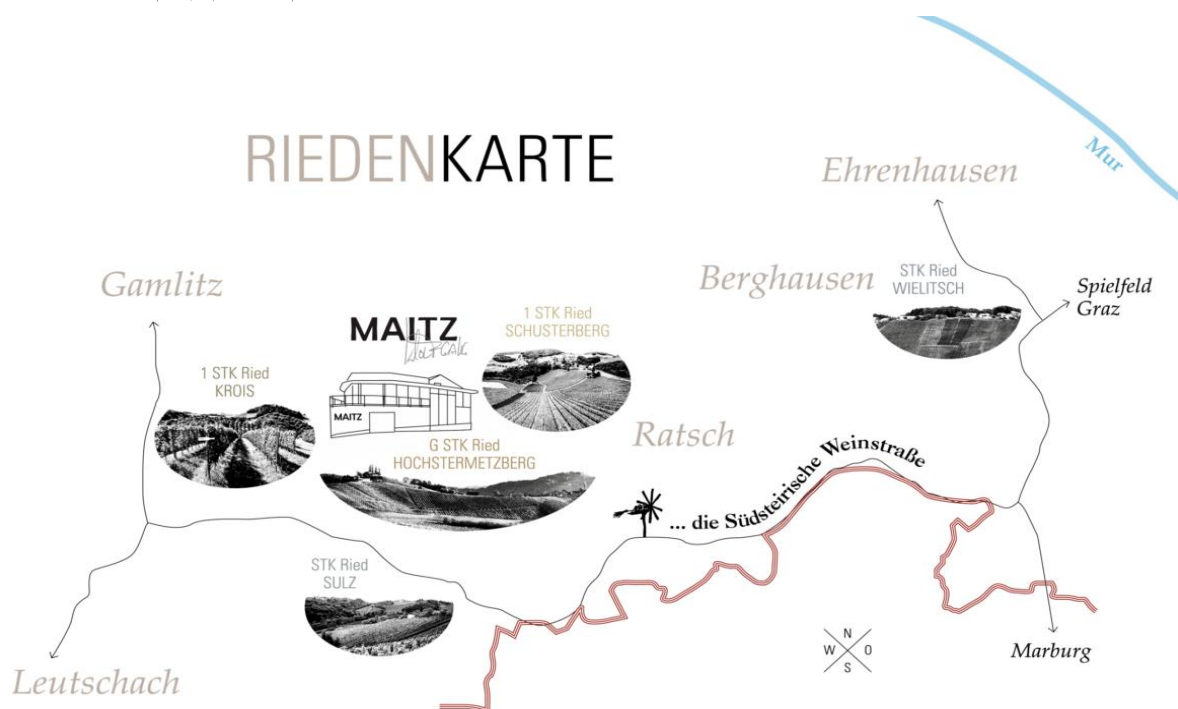 RIEDENKARTE
Mur
Ehrenhausen
Gamlitz
Berghausen
STK Ried
WIELITSCH
Spielfeld
Graz
MAITZ
WOLFGANG
1 STK Ried
SCHUSTERBERG
1 STK Ried
KROIS
MAITZ
G STK Ried
HOCHSTERMETZBERG
Ratsch
... die Südsteirische Weinstraße
STK Ried
SULZ
N
W O
S
Marburg
Leutschach